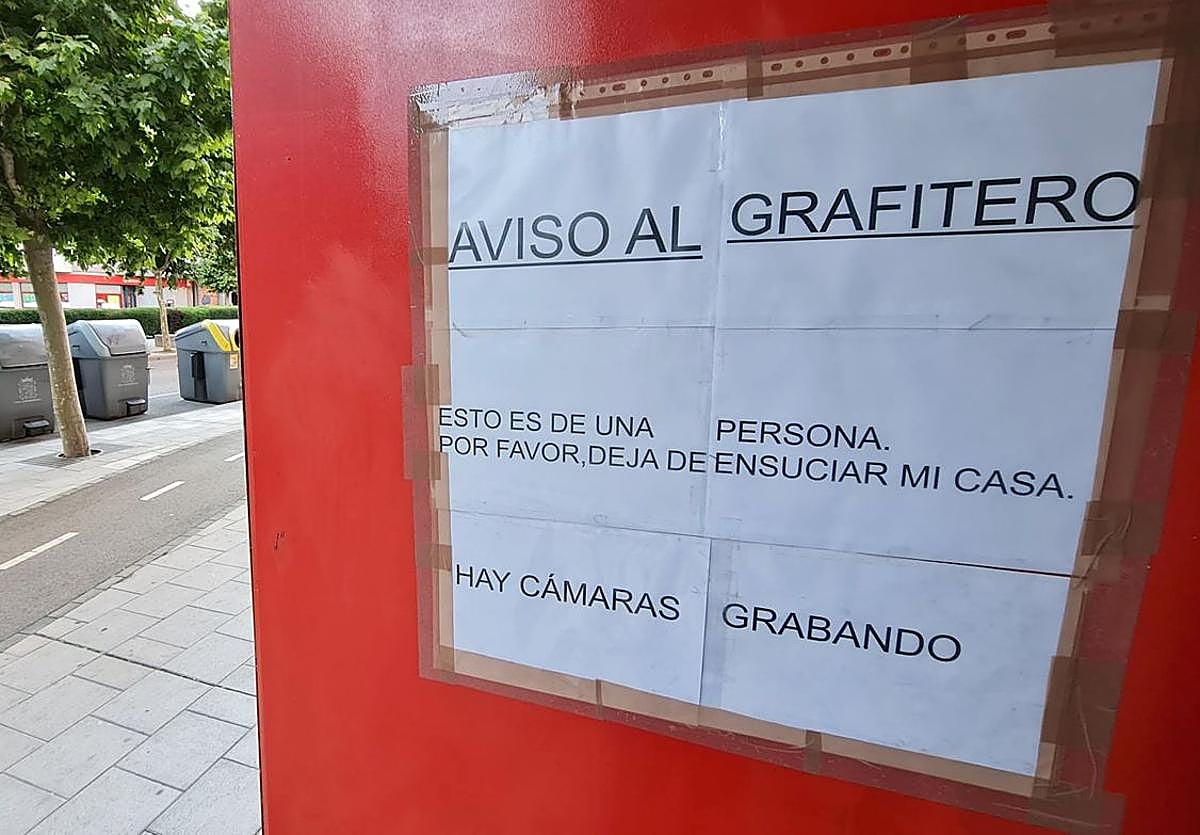 AVISO AL GRAFITERO
ESTO ES DE UNA PERSONA.
POR FAVOR,DEJA DE ENSUCIAR MI CASA.
HAY CÁMARAS GRABANDO